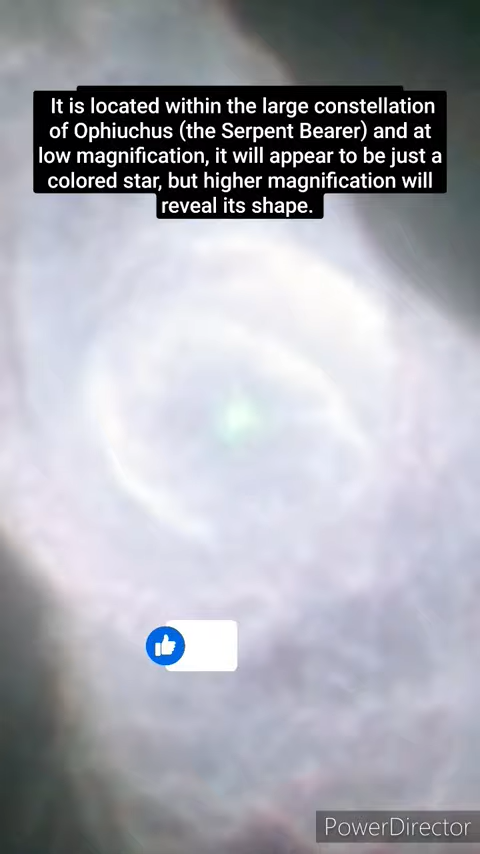 It is located within the large constellation
of Ophiuchus (the Serpent Bearer) and at
low magnification, it will appear to be just a
colored star, but higher magnification will
reveal its shape.
PowerDirector